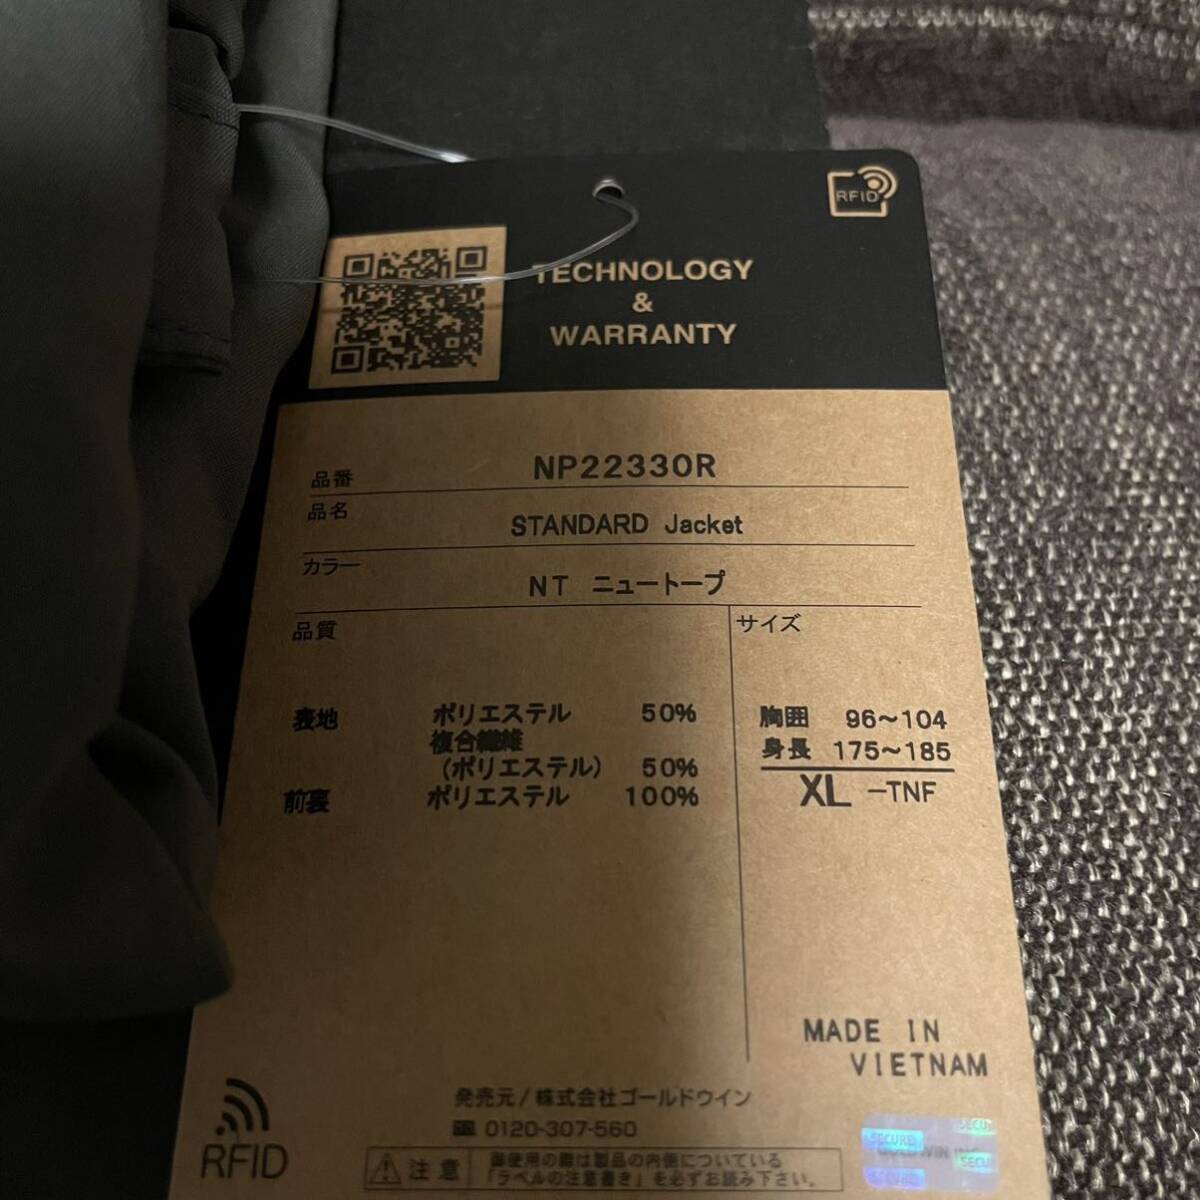 RFID
TECHNOLOGY
&
WARRANTY
品番 NP22330R
品名 STANDARD Jacket
カラー NT ニュートープ
品質
表地 ポリエステル 50%
複合繊維
(ポリエステル) 50%
前裏 ポリエステル 100%
サイズ
胸囲 96〜104
身長 175〜185
XL -TNF
MADE IN
VIETNAM
発売元/株式会社ゴールドウイン
0120-307-560
RFID
注意
御使用の際は製品の内側についている
「ラベルの注意書き」を必ずお読み下さい。
SECURE
SECU